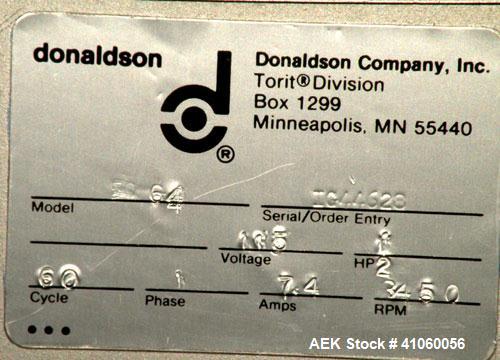 donaldson
Donaldson Company, Inc.
Torit® Division
Box 1299
Minneapolis, MN 55440
64
Model
Serial/Order Entry
Voltage
HP
60
1
7.4
3450
Cycle
Phase
Amps
RPM
AEK Stock # 41060056